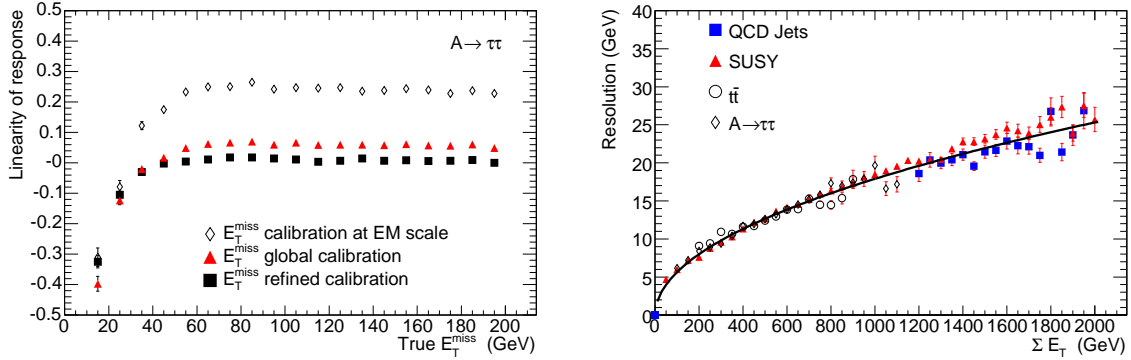 Linearity of response
0.5
0.4
0.3
0.2
0.1
-0
-0.1
-0.2
-0.3
-0.4
-0.5
A→ττ
E_T^miss calibration at EM scale
E_T^miss global calibration
E_T^miss refined calibration
0 20 40 60 80 100 120 140 160 180 200
True E_T^miss (GeV)
Resolution (GeV)
40
35
30
25
20
15
10
5
0
QCD Jets
SUSY
tt̄
A→ττ
0 200 400 600 800 1000 1200 1400 1600 1800 2000
Σ E_T (GeV)